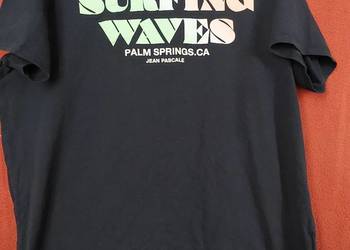 SURFING
WAVES
PALM SPRINGS.CA
JEAN PASCALE